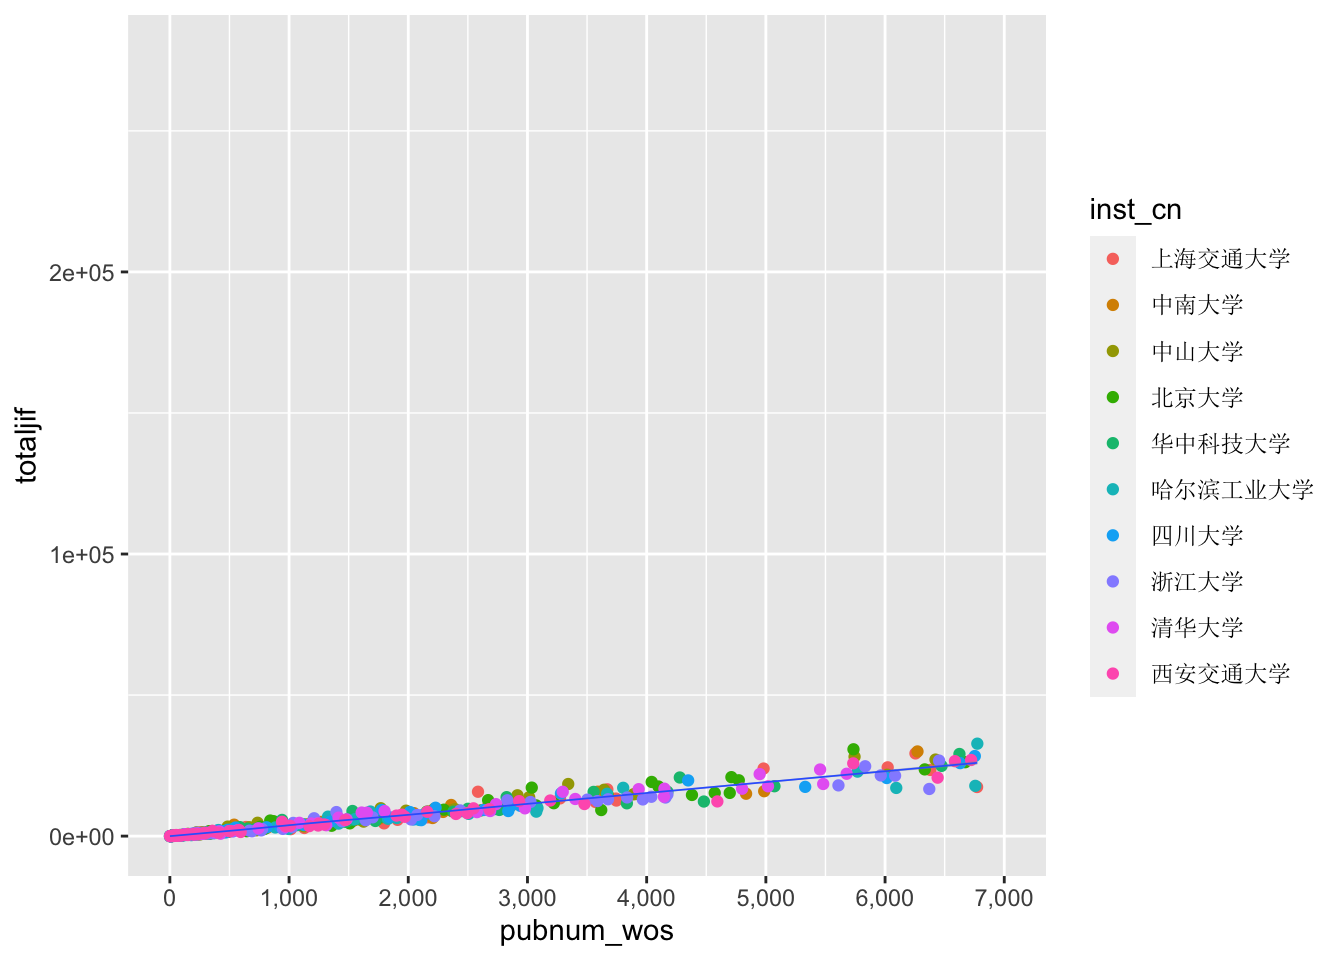 2e+05
1e+05
0e+00
totaljif
0
1,000
2,000
3,000
4,000
5,000
6,000
7,000
pubnum_wos
inst_cn
上海交通大学
中南大学
中山大学
北京大学
华中科技大学
哈尔滨工业大学
四川大学
浙江大学
清华大学
西安交通大学